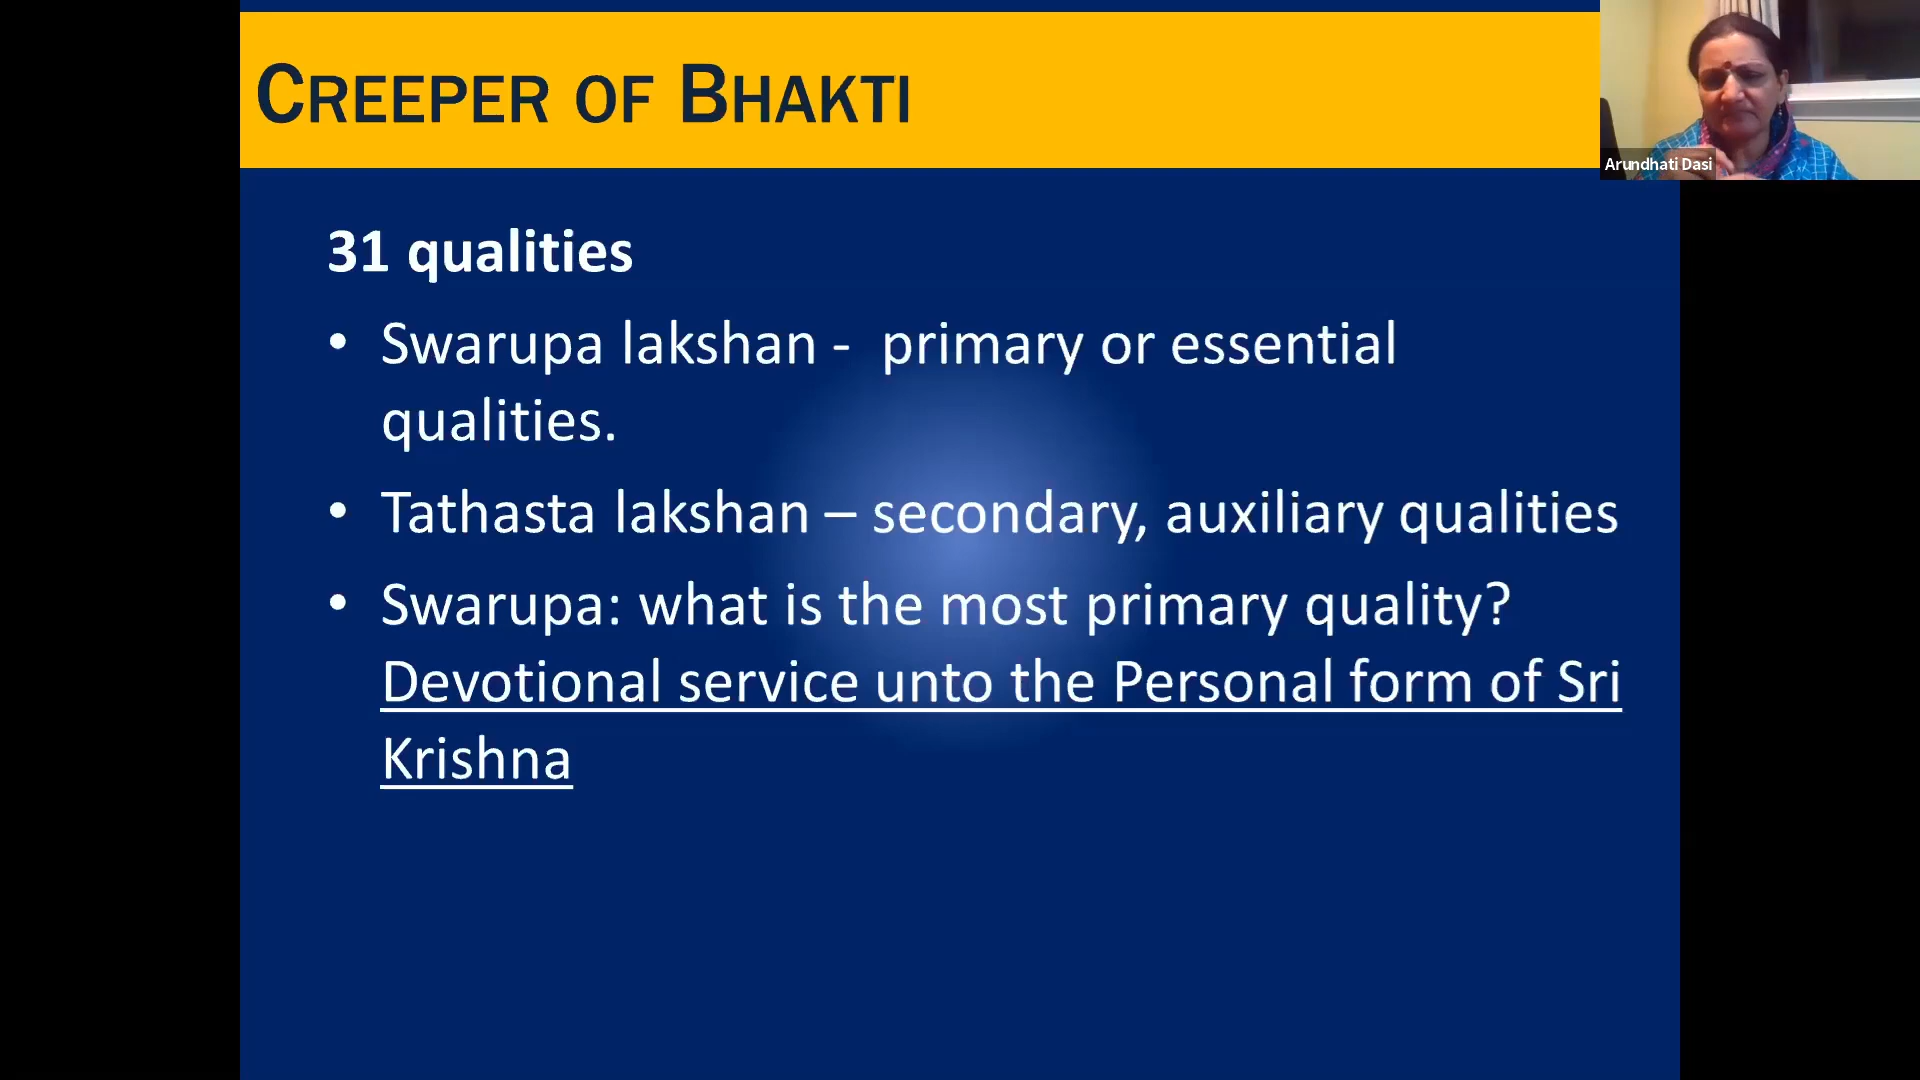 CREEPER OF BHAKTI
Arundhati Dasi
31 qualities
• Swarupa lakshan -  primary or essential
qualities.
• Tathasta lakshan – secondary, auxiliary qualities
• Swarupa: what is the most primary quality?
Devotional service unto the Personal form of Sri
Krishna